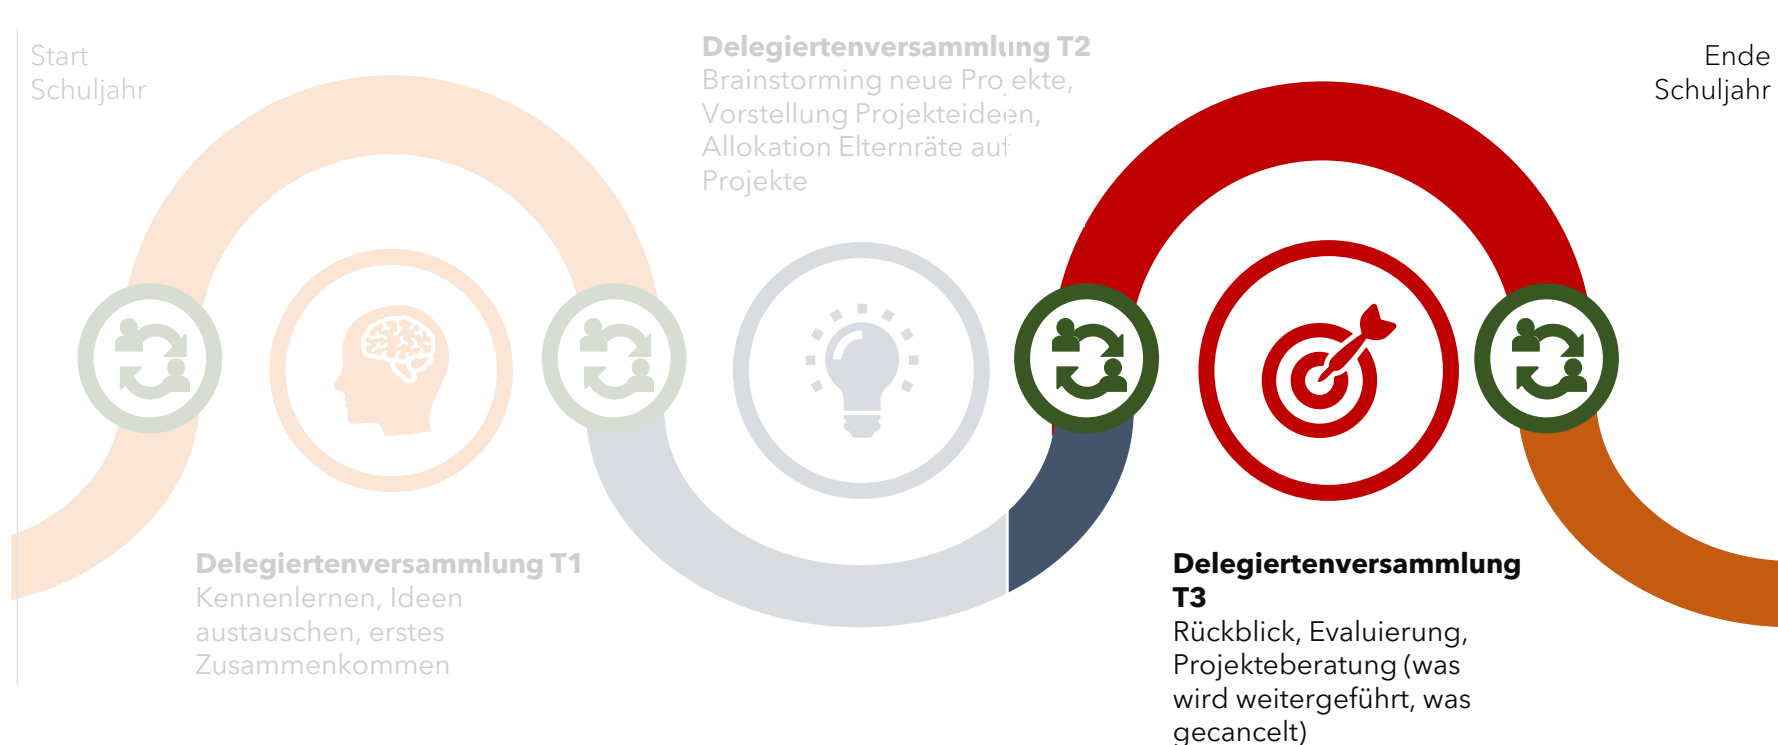 Start
Schuljahr
Delegiertenversammlung T2
Brainstorming neue Projekte,
Vorstellung Projekteideen,
Allokation Elternräte auf
Projekte
Ende
Schuljahr
Delegiertenversammlung T1
Kennenlernen, Ideen
austauschen, erstes
Zusammenkommen
Delegiertenversammlung
T3
Rückblick, Evaluierung,
Projekteberatung (was
wird weitergeführt, was
gecancelt)